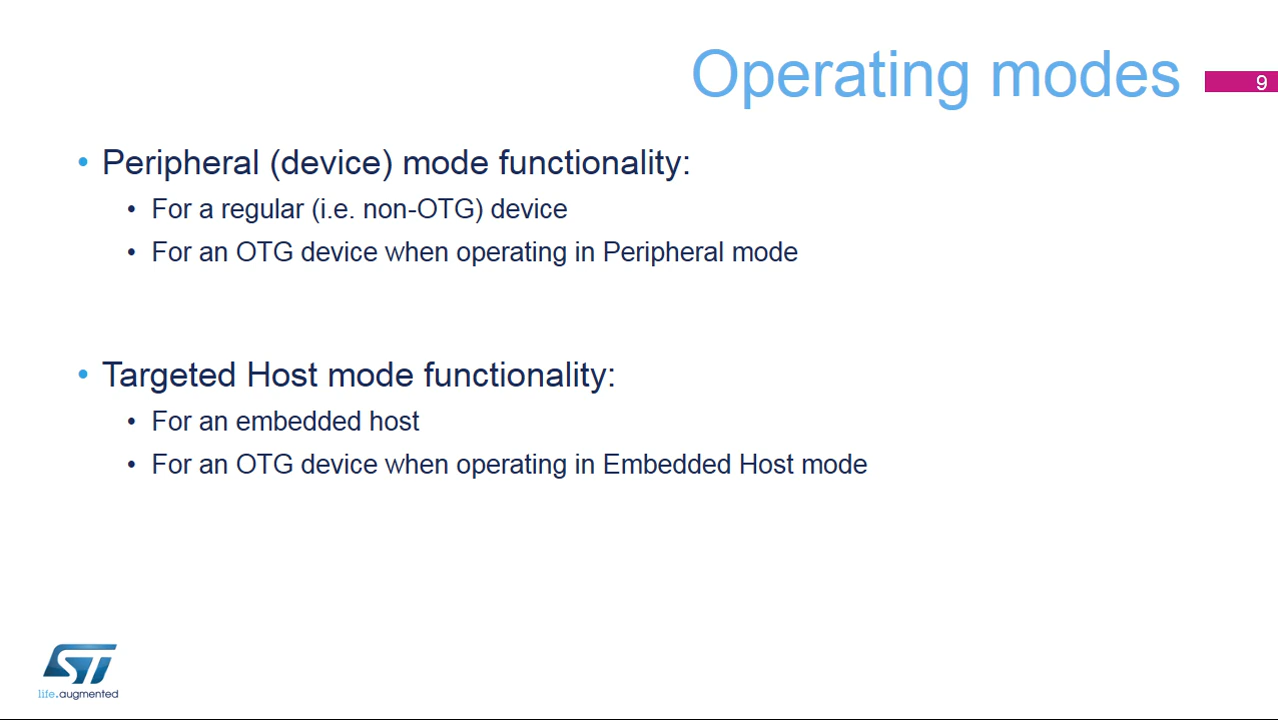 Operating modes
9
• Peripheral (device) mode functionality:
• For a regular (i.e. non-OTG) device
• For an OTG device when operating in Peripheral mode
• Targeted Host mode functionality:
• For an embedded host
• For an OTG device when operating in Embedded Host mode
ST
life.augmented